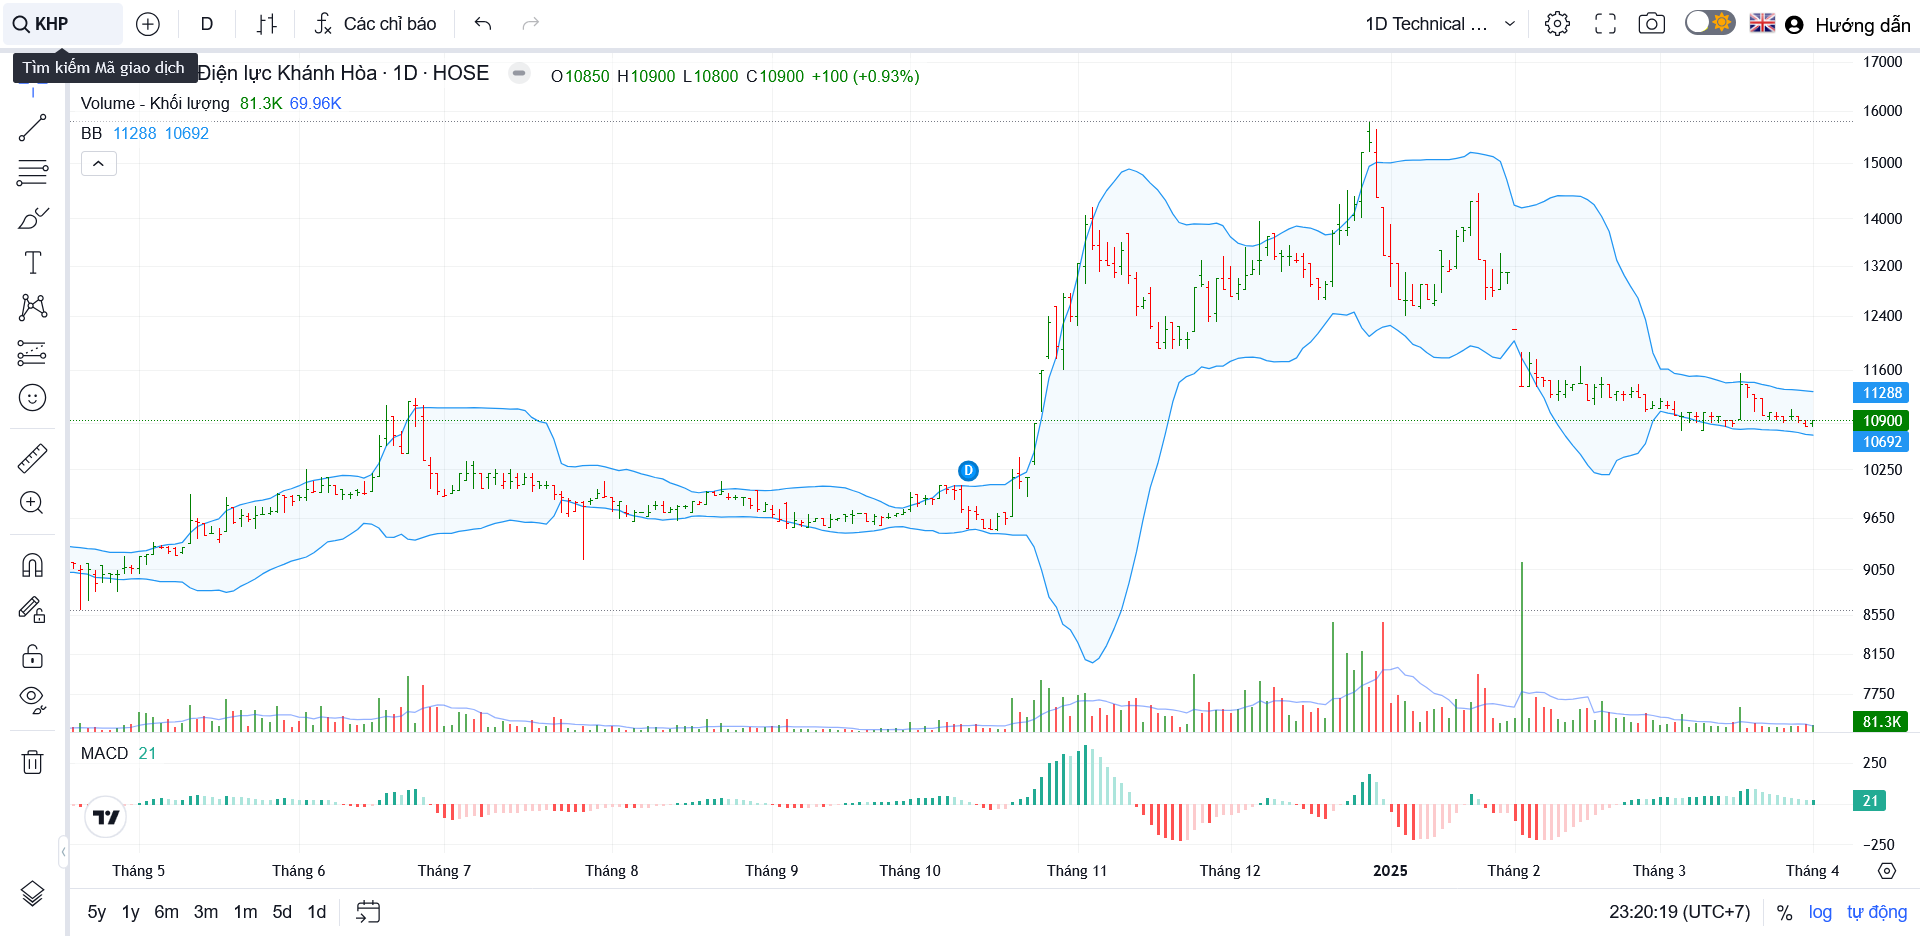 KHP
D
Các chỉ báo
1D Technical ...
Hướng dẫn
Tìm kiếm Mã giao dịch
Điện lực Khánh Hòa · 1D · HOSE
O10850 H10900 L10800 C10900 +100 (+0.93%)
Volume - Khối lượng 81.3K 69.96K
BB 11288 10692
17000
16000
15000
14000
13200
12400
11600
11288
10900
10692
10250
9650
9050
8550
8150
7750
81.3K
D
MACD 21
250
21
−250
Tháng 5 Tháng 6 Tháng 7 Tháng 8 Tháng 9 Tháng 10 Tháng 11 Tháng 12 2025 Tháng 2 Tháng 3 Tháng 4
5y 1y 6m 3m 1m 5d 1d
23:20:19 (UTC+7) % log tự động